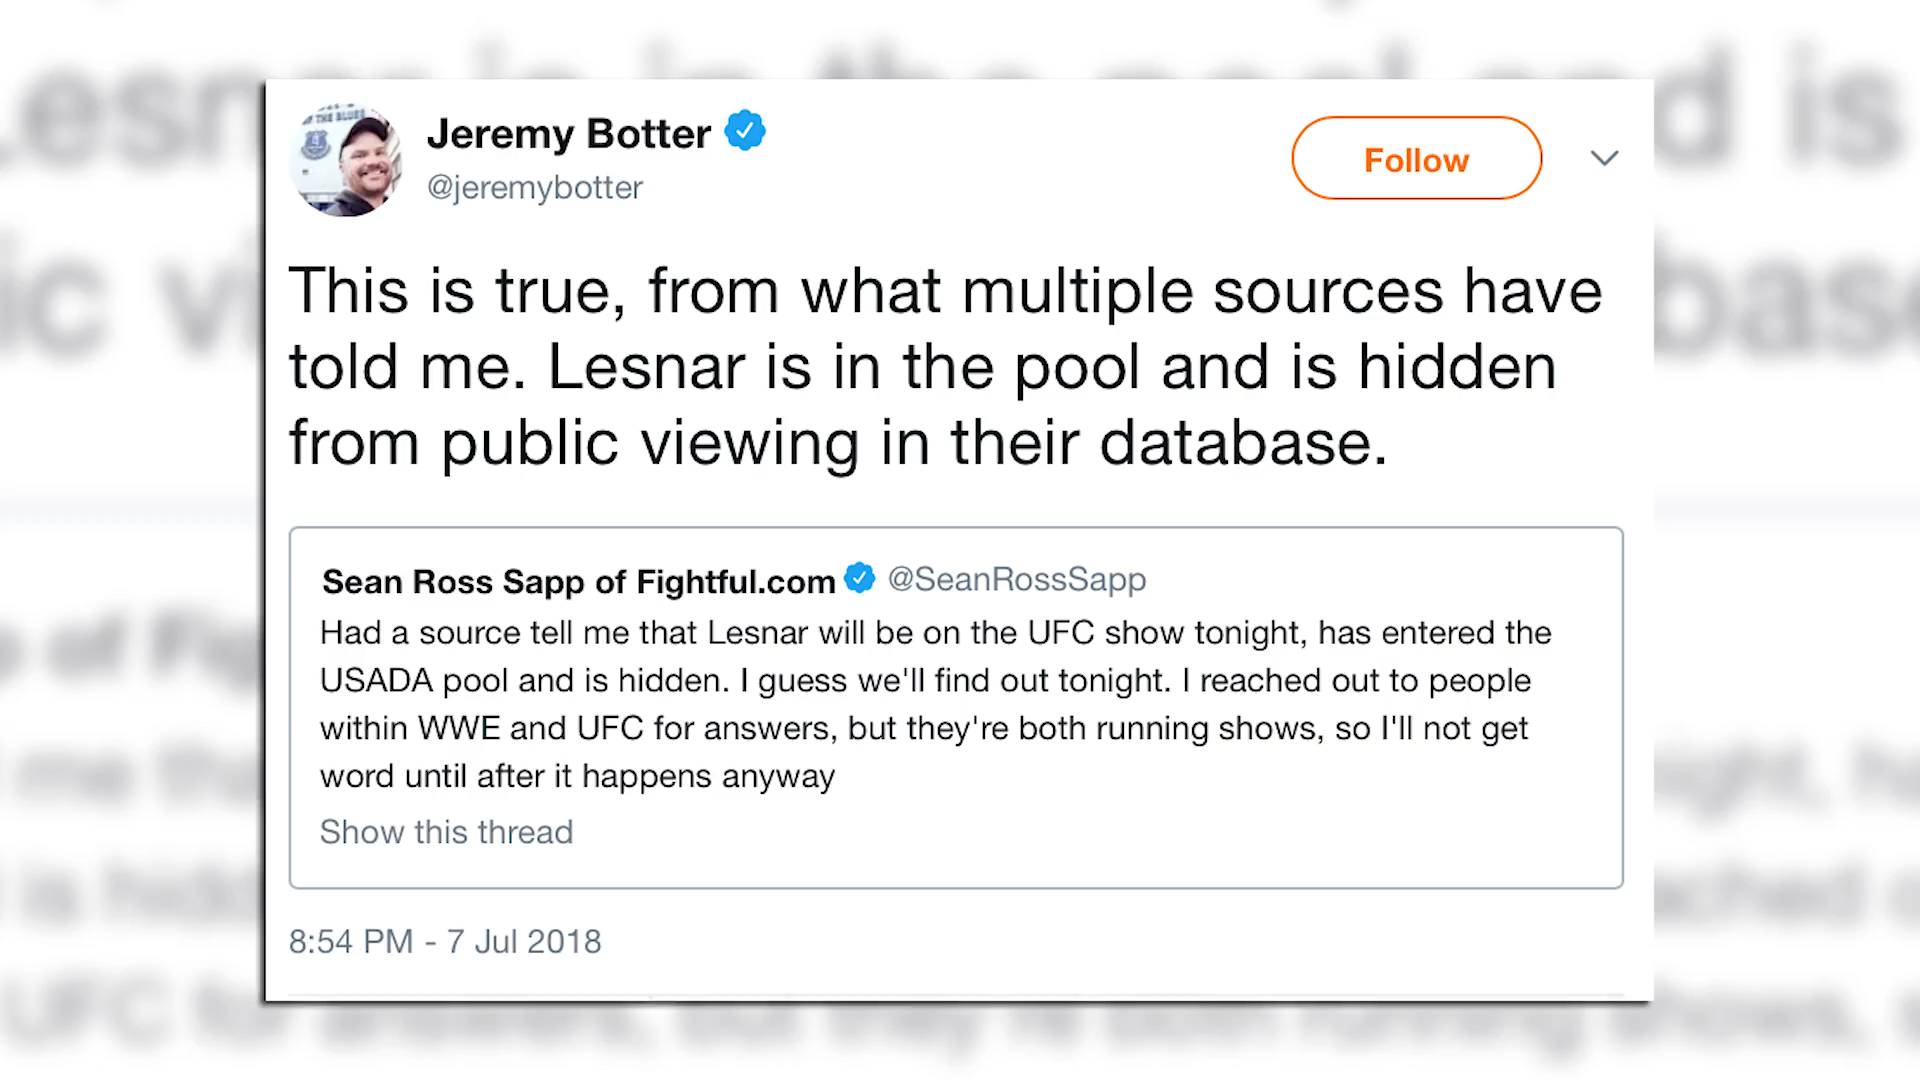 Jeremy Botter
@jeremybotter
Follow
This is true, from what multiple sources have
told me. Lesnar is in the pool and is hidden
from public viewing in their database.
Sean Ross Sapp of Fightful.com @SeanRossSapp
Had a source tell me that Lesnar will be on the UFC show tonight, has entered the
USADA pool and is hidden. I guess we'll find out tonight. I reached out to people
within WWE and UFC for answers, but they're both running shows, so I'll not get
word until after it happens anyway
Show this thread
8:54 PM - 7 Jul 2018